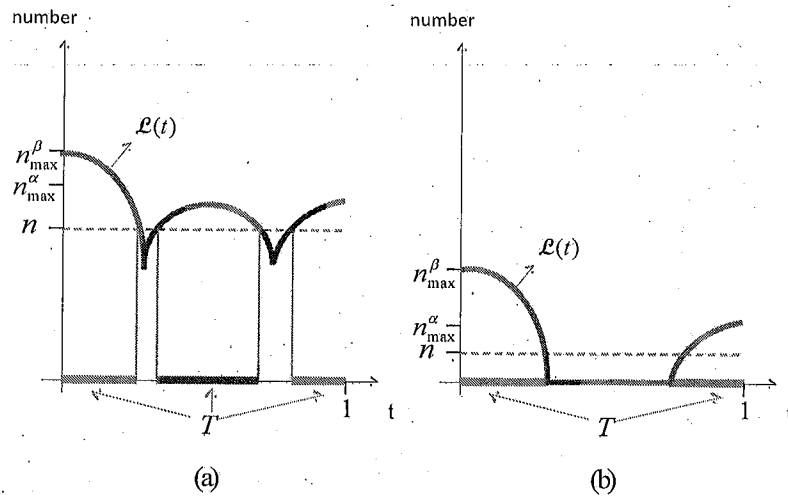 number
𝓛(t)
n^β_max
n^α_max
n
T
1
t
(a)
number
𝓛(t)
n^β_max
n^α_max
n
T
1
t
(b)